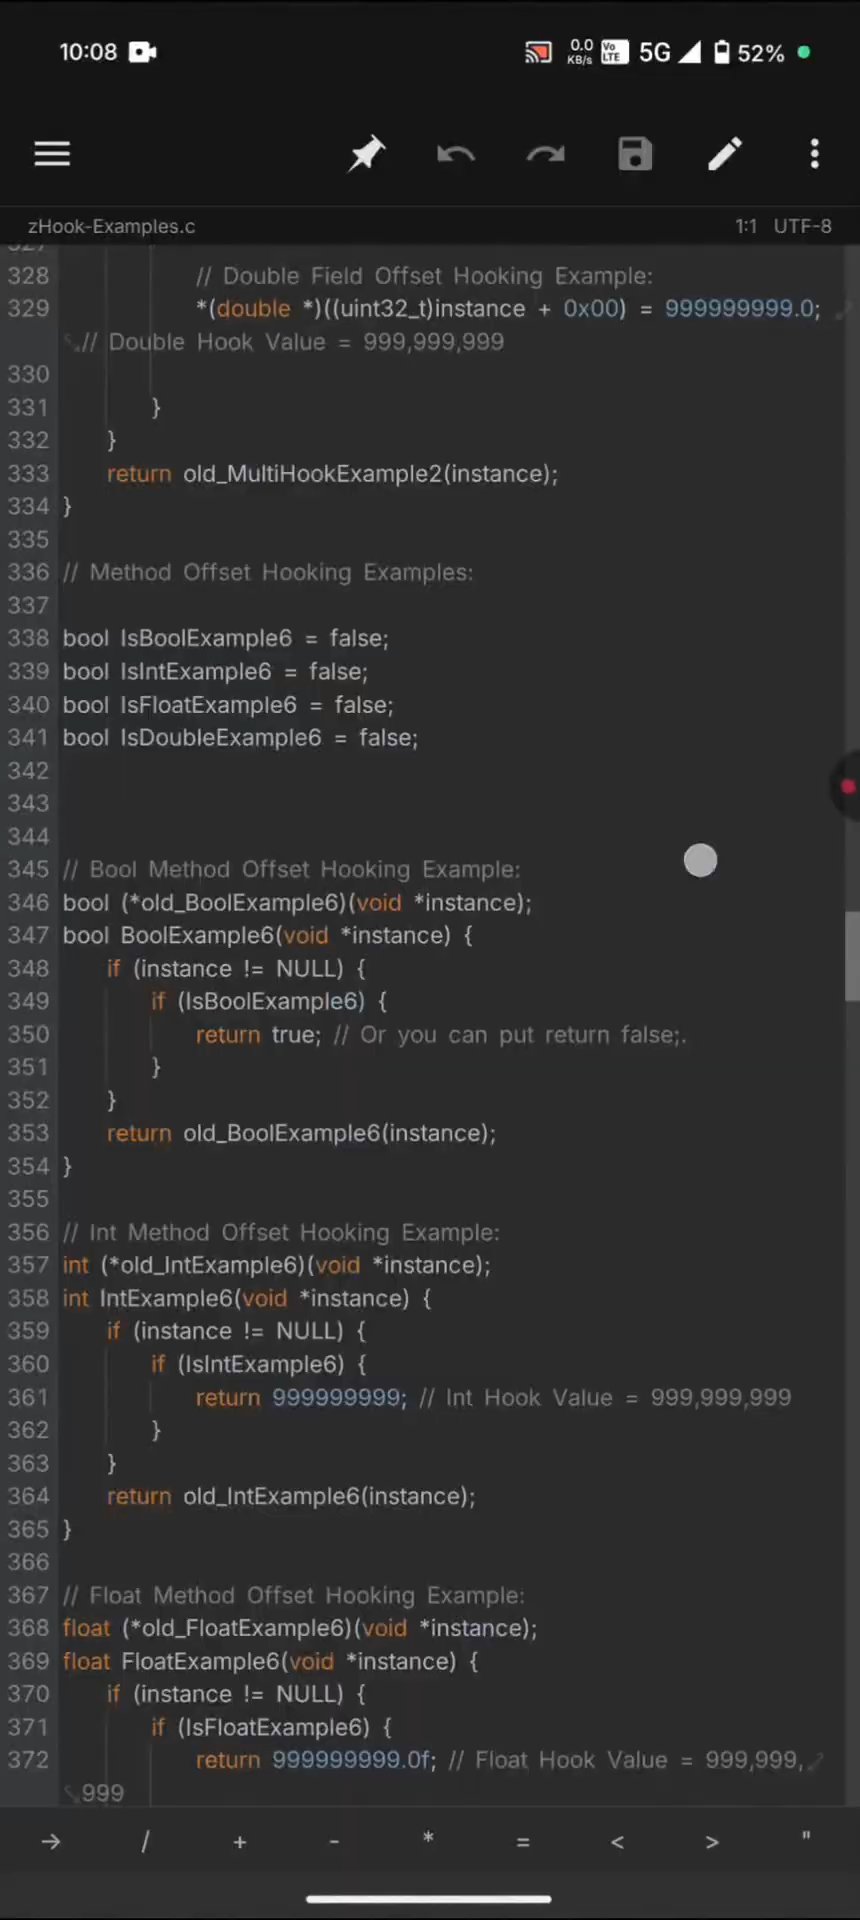 10:08 0.0 KB/s Vo LTE 5G 52%
zHook-Examples.c 1:1 UTF-8
327
328 // Double Field Offset Hooking Example:
329 *(double *)((uint32_t)instance + 0x00) = 999999999.0;
// Double Hook Value = 999,999,999
330
331 }
332 }
333 return old_MultiHookExample2(instance);
334 }
335
336 // Method Offset Hooking Examples:
337
338 bool IsBoolExample6 = false;
339 bool IsIntExample6 = false;
340 bool IsFloatExample6 = false;
341 bool IsDoubleExample6 = false;
342
343
344
345 // Bool Method Offset Hooking Example:
346 bool (*old_BoolExample6)(void *instance);
347 bool BoolExample6(void *instance) {
348 if (instance != NULL) {
349 if (IsBoolExample6) {
350 return true; // Or you can put return false;.
351 }
352 }
353 return old_BoolExample6(instance);
354 }
355
356 // Int Method Offset Hooking Example:
357 int (*old_IntExample6)(void *instance);
358 int IntExample6(void *instance) {
359 if (instance != NULL) {
360 if (IsIntExample6) {
361 return 999999999; // Int Hook Value = 999,999,999
362 }
363 }
364 return old_IntExample6(instance);
365 }
366
367 // Float Method Offset Hooking Example:
368 float (*old_FloatExample6)(void *instance);
369 float FloatExample6(void *instance) {
370 if (instance != NULL) {
371 if (IsFloatExample6) {
372 return 999999999.0f; // Float Hook Value = 999,999,
999
→ / + - * = < > "